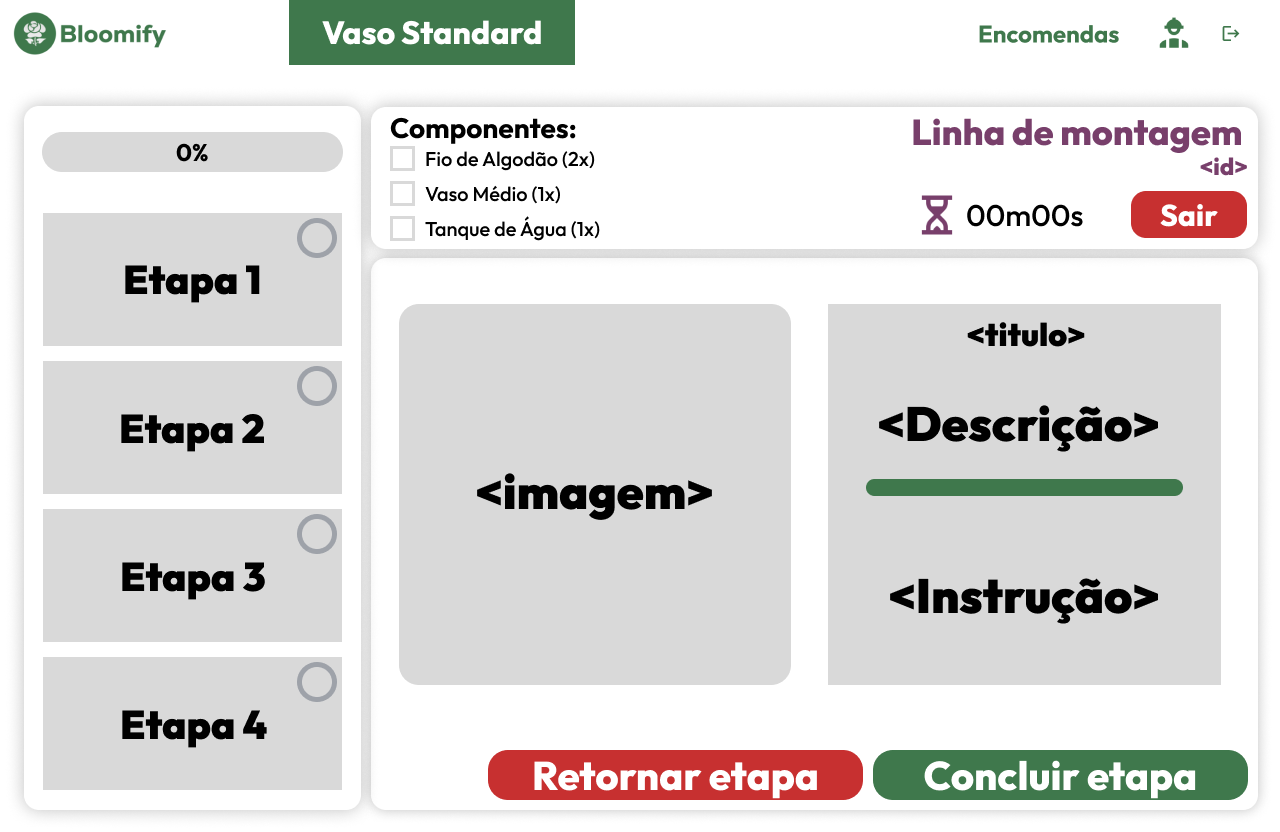 Bloomify
Vaso Standard
Encomendas
0%
Etapa 1
Etapa 2
Etapa 3
Etapa 4
Componentes:
Fio de Algodão (2x)
Vaso Médio (1x)
Tanque de Água (1x)
Linha de montagem
<id>
00m00s
Sair
<imagem>
<titulo>
<Descrição>
<Instrução>
Retornar etapa
Concluir etapa